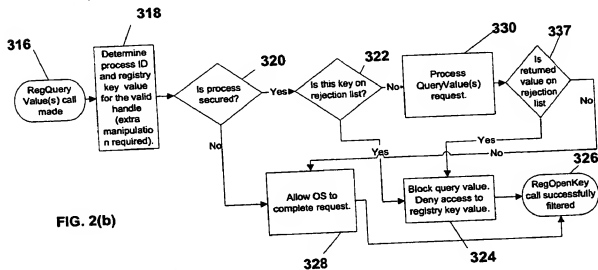 316
RegQuery
Value(s) call
made
318
Determine
process ID
and registry
key value
for the valid
handle
(extra
manipulatio
n required).
320
Is process
secured?
Yes
No
322
Is this key on
rejection list?
No
Yes
330
Process
QueryValue(s)
request.
337
Is
returned
value on
rejection
list
Yes
No
Allow OS to
complete request.
328
Block query value.
Deny access to
registry key value.
324
326
RegOpenKey
call successfully
filtered
FIG. 2(b)